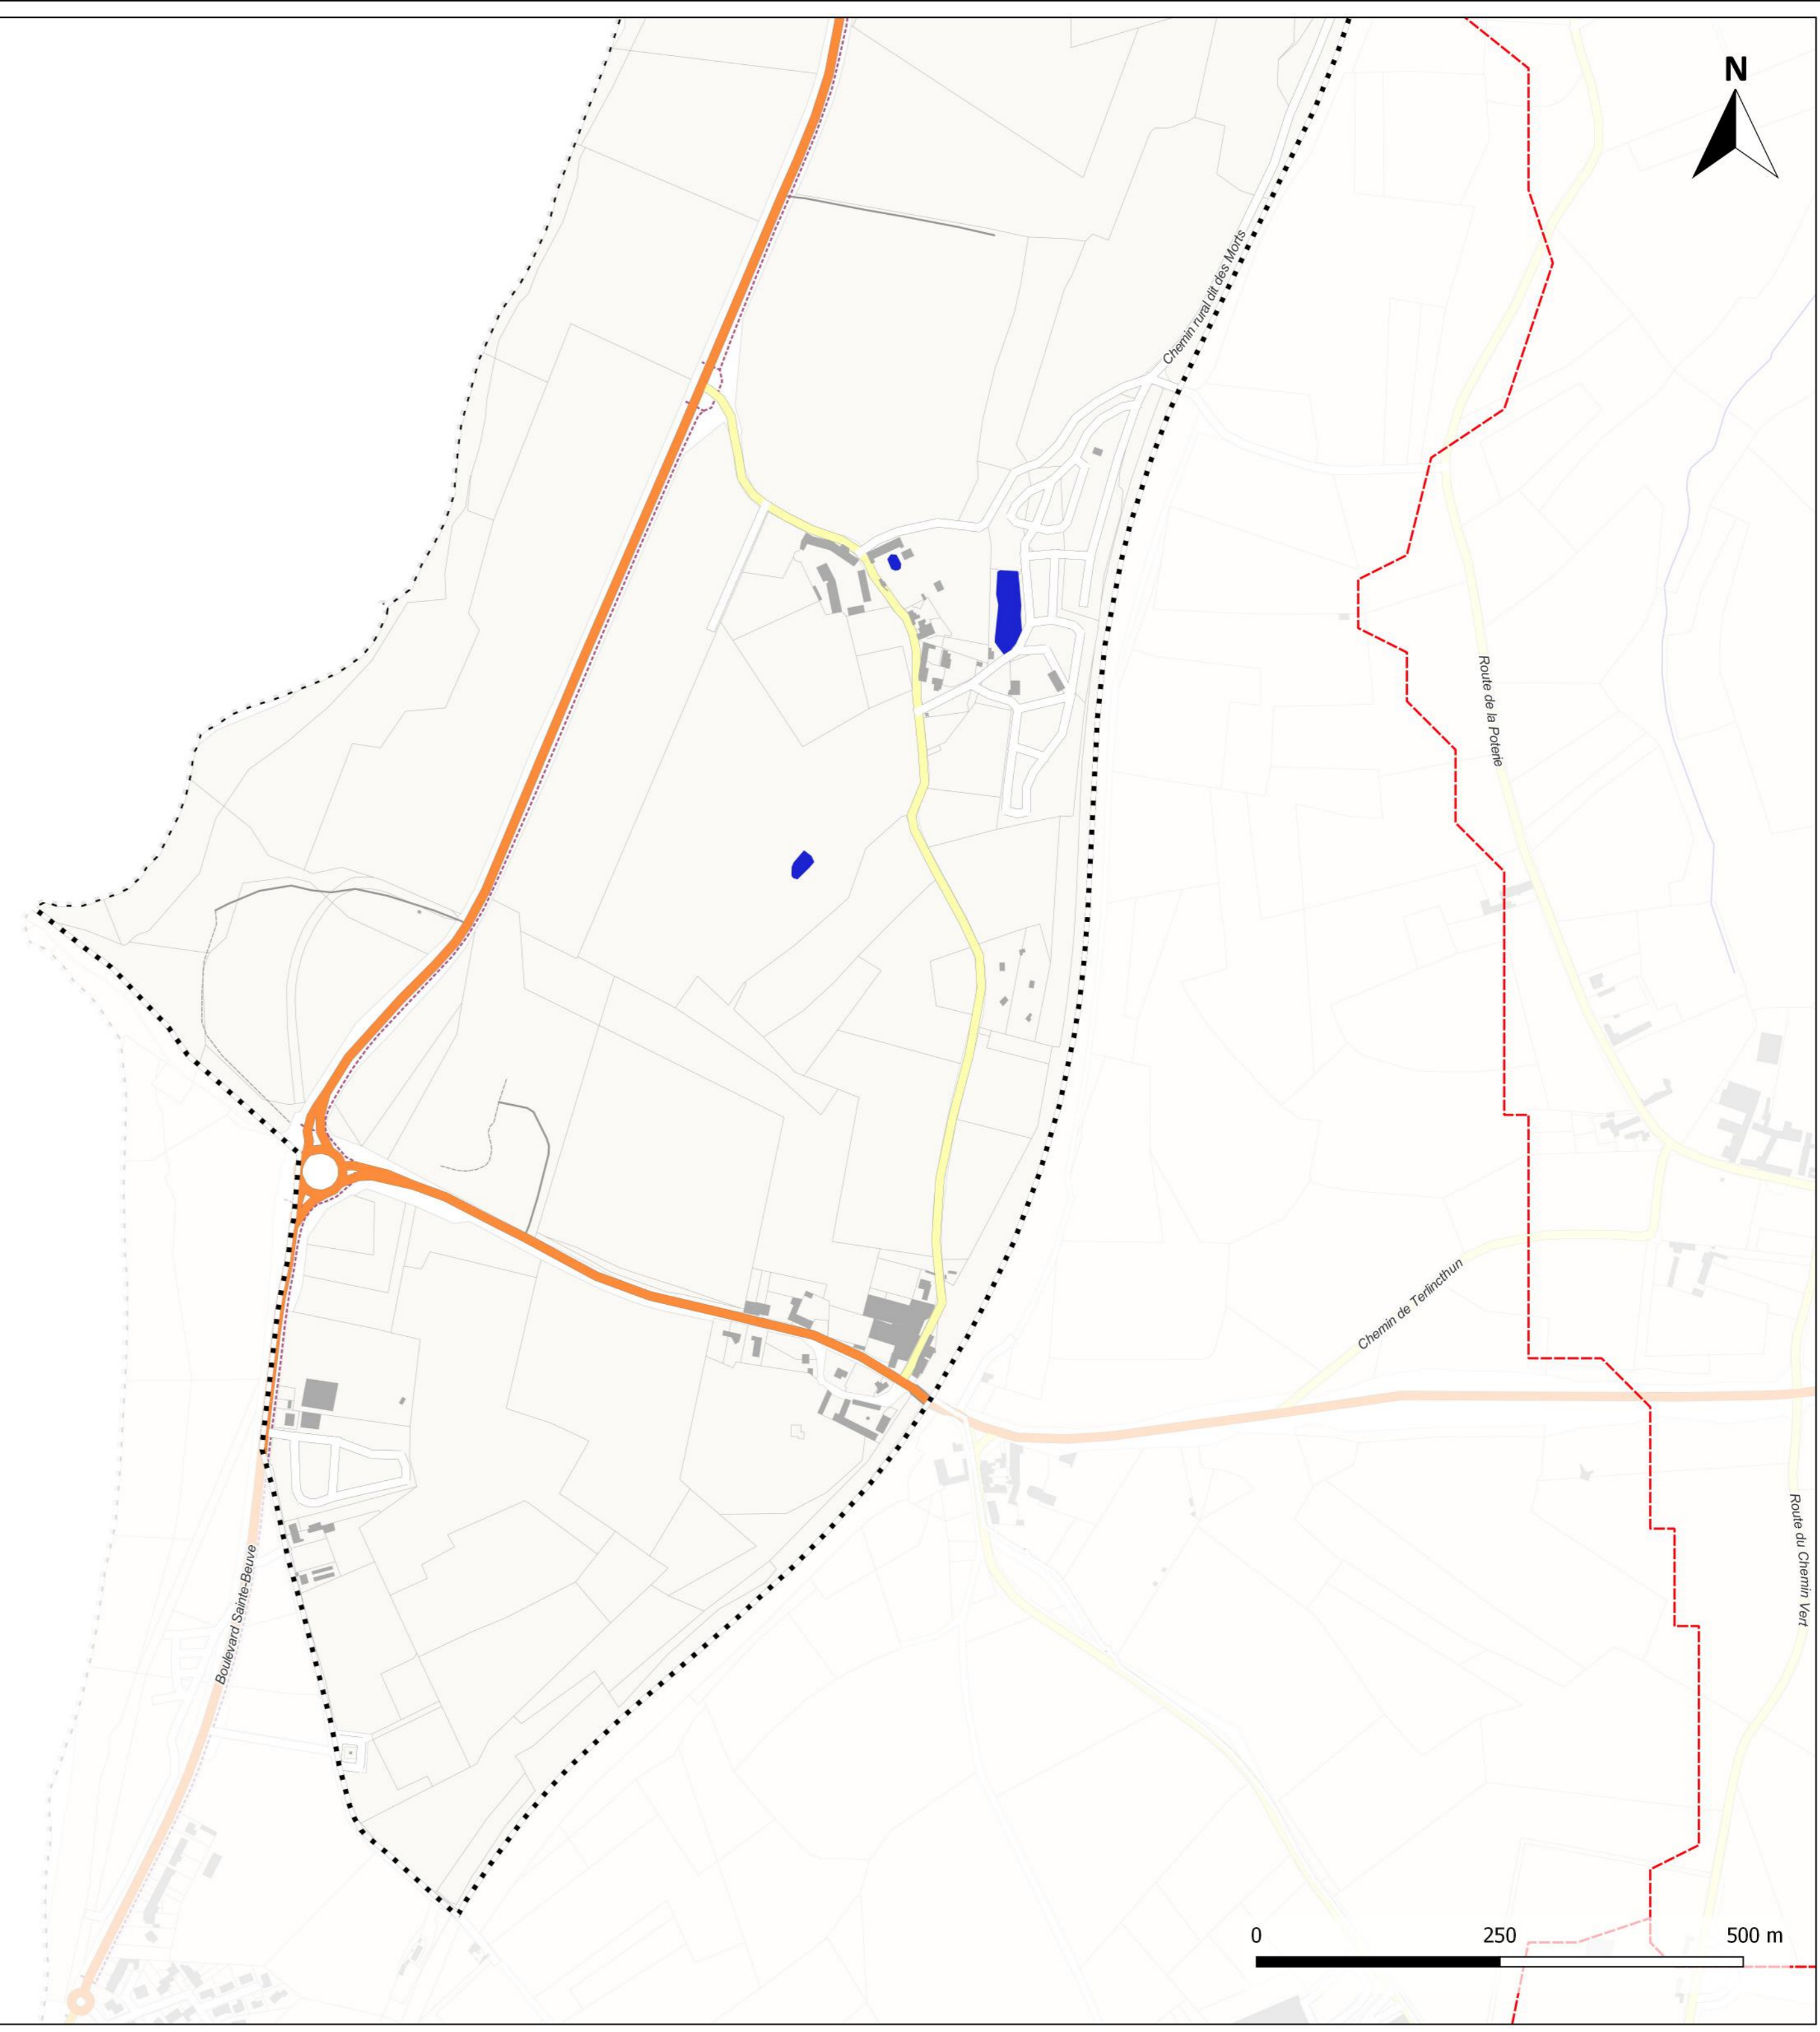 N
Chemin rural dit des Morts
Route de la Poterie
Chemin de Terlincthun
Route du Chemin Vert
Boulevard Sainte-Beuve
0 250 500 m